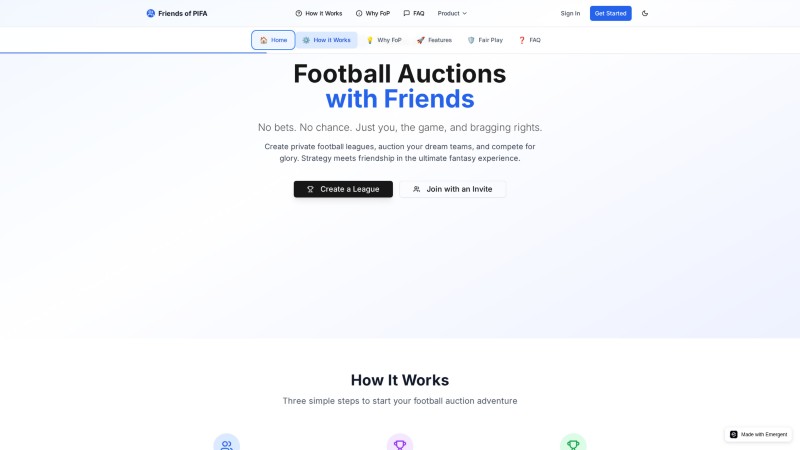 Friends of PIFA
How it Works
Why FoP
FAQ
Product
Sign In
Get Started
Home
How it Works
Why FoP
Features
Fair Play
FAQ
Football Auctions
with Friends
No bets. No chance. Just you, the game, and bragging rights.
Create private football leagues, auction your dream teams, and compete for
glory. Strategy meets friendship in the ultimate fantasy experience.
Create a League
Join with an Invite
How It Works
Three simple steps to start your football auction adventure
Made with Emergent